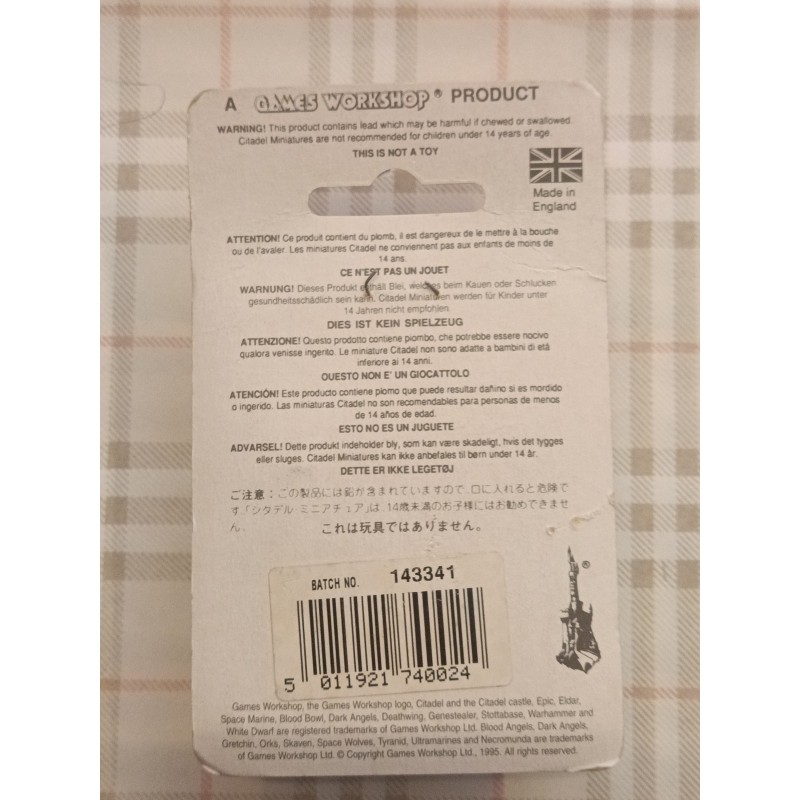 A GAMES WORKSHOP® PRODUCT
WARNING! This product contains lead which may be harmful if chewed or swallowed.
Citadel Miniatures are not recommended for children under 14 years of age.
THIS IS NOT A TOY
Made in
England
ATTENTION! Ce produit contient du plomb, il est dangereux de le mettre à la bouche
ou de l'avaler. Les miniatures Citadel ne conviennent pas aux enfants de moins de
14 ans.
CE N'EST PAS UN JOUET
WARNUNG! Dieses Produkt enthält Blei, welches beim Kauen oder Schlucken
gesundheitsschädlich sein kann. Citadel Miniaturen werden für Kinder unter
14 Jahren nicht empfohlen.
DIES IST KEIN SPIELZEUG
ATTENZIONE! Questo prodotto contiene piombo, che potrebbe essere nocivo
qualora venisse ingerito. Le miniature Citadel non sono adatte a bambini di età
inferiore ai 14 anni.
QUESTO NON E' UN GIOCATTOLO
ATENCIÓN! Este producto contiene plomo que puede resultar dañino si es mordido
o ingerido. Las miniaturas Citadel no son recomendables para personas de menos
de 14 años de edad.
ESTO NO ES UN JUGUETE
ADVARSEL! Dette produkt indeholder bly, som kan være skadeligt, hvis det tygges
eller sluges. Citadel Miniatures kan ikke anbefales til børn under 14 år.
DETTE ER IKKE LEGETØJ
ご注意：この製品には鉛が含まれていますので、口に入れると危険で
す「シタデル ミニアチュア」は、14歳未満のお子様にはお勧めできませ
ん。 これは玩具ではありません。
BATCH NO. 143341
5 011921 740024
®
Games Workshop, the Games Workshop logo, Citadel and the Citadel castle, Epic, Eldar,
Space Marine, Blood Bowl, Dark Angels, Deathwing, Genestealer, Slottabase, Warhammer and
White Dwarf are registered trademarks of Games Workshop Ltd. Blood Angels, Dark Angels,
Gretchin, Orks, Skaven, Space Wolves, Tyranid, Ultramarines and Necromunda are trademarks
of Games Workshop Ltd. © Copyright Games Workshop Ltd., 1995. All rights reserved.